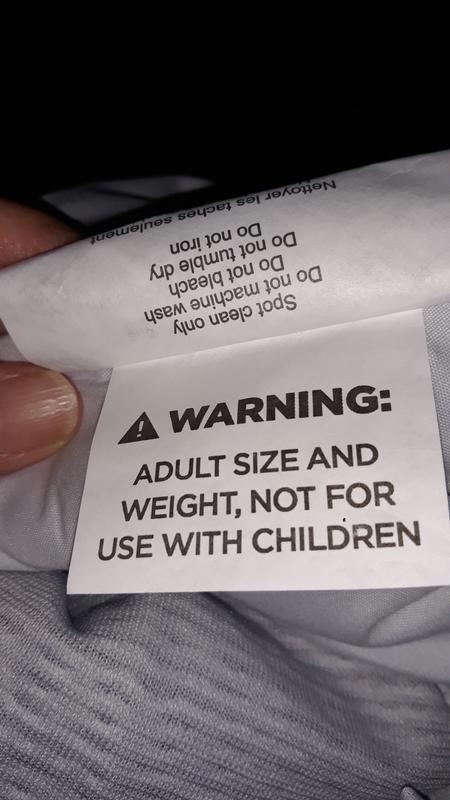 Spot clean only
Do not machine wash
Do not bleach
Do not tumble dry
Do not iron
Nettoyer les taches seulement
WARNING:
ADULT SIZE AND
WEIGHT, NOT FOR
USE WITH CHILDREN